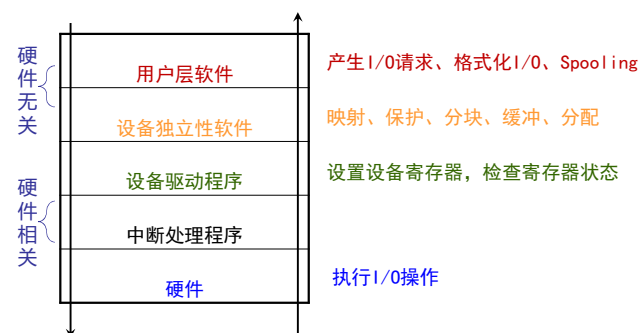 硬件无关
用户层软件
产生I/O请求、格式化I/O、Spooling
设备独立性软件
映射、保护、分块、缓冲、分配
设备驱动程序
设置设备寄存器，检查寄存器状态
硬件相关
中断处理程序
硬件
执行I/O操作